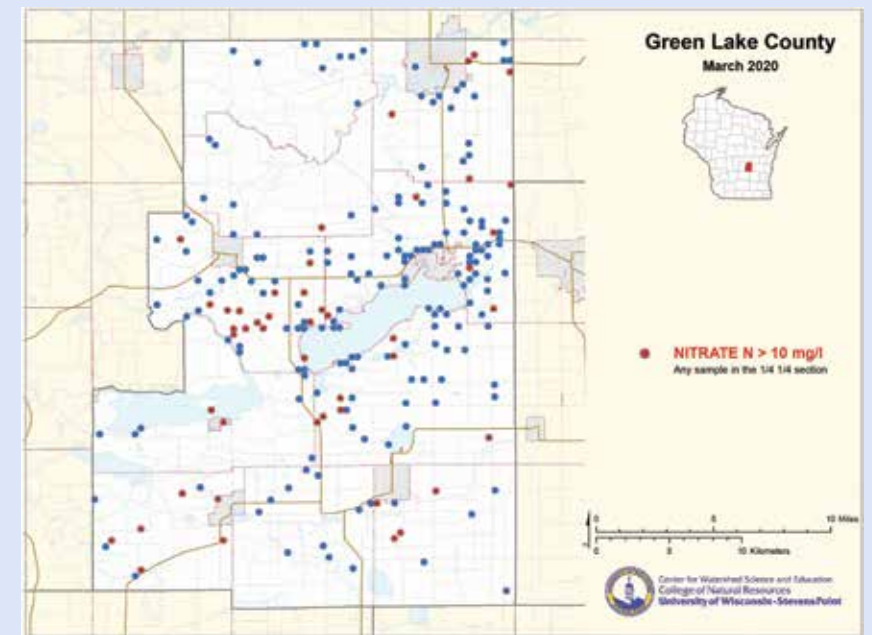 Green Lake County
March 2020
NITRATE N > 10 mg/l
Any sample in the 1/4 1/4 section
0 5 10 Miles
0 5 10 Kilometers
Center for Watershed Science and Education
College of Natural Resources
University of Wisconsin-Stevens Point